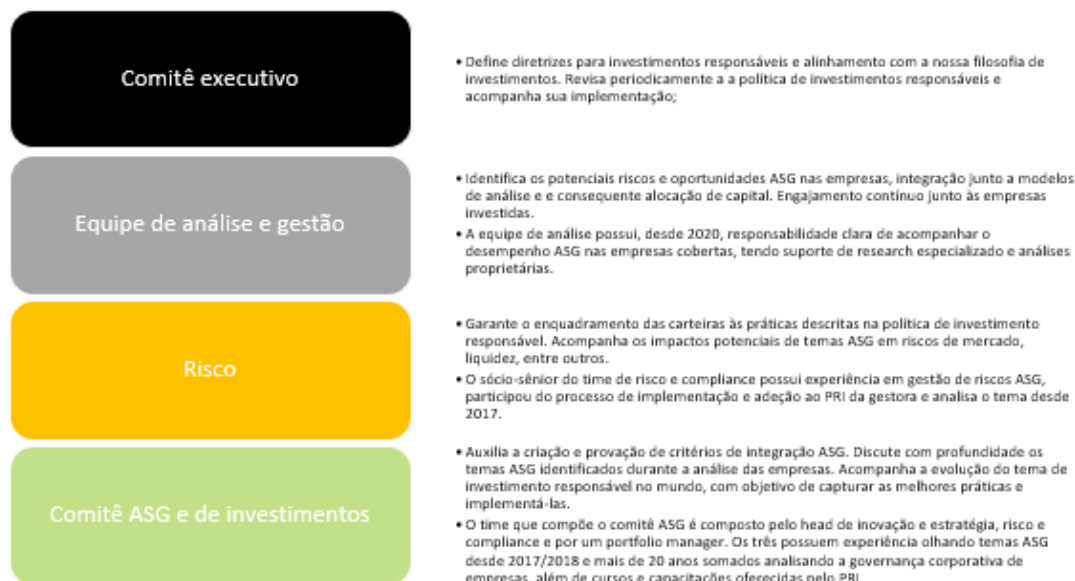 Comitê executivo
• Define diretrizes para investimentos responsáveis e alinhamento com a nossa filosofia de
investimentos. Revisa periodicamente a a política de investimentos responsáveis e
acompanha sua implementação;
Equipe de análise e gestão
• Identifica os potenciais riscos e oportunidades ASG nas empresas, integração junto a modelos
de análise e e consequente alocação de capital. Engajamento contínuo junto às empresas
investidas.
• A equipe de análise possui, desde 2020, responsabilidade clara de acompanhar o
desempenho ASG nas empresas cobertas, tendo suporte de research especializado e análises
proprietárias.
Risco
• Garante o enquadramento das carteiras às práticas descritas na política de investimento
responsável. Acompanha os impactos potenciais de temas ASG em riscos de mercado,
liquidez, entre outros.
• O sócio-sênior do time de risco e compliance possui experiência em gestão de riscos ASG,
participou do processo de implementação e adeção ao PRI da gestora e analisa o tema desde
2017.
Comitê ASG e de investimentos
• Auxilia a criação e provação de critérios de integração ASG. Discute com profundidade os
temas ASG identificados durante a análise das empresas. Acompanha a evolução do tema de
investimento responsável no mundo, com objetivo de capturar as melhores práticas e
implementá-las.
• O time que compõe o comitê ASG é composto pelo head de inovação e estratégia, risco e
compliance e por um portfolio manager. Os três possuem experiência olhando temas ASG
desde 2017/2018 e mais de 20 anos somados analisando a governança corporativa de
empresas, além de cursos e capacitações oferecidas pelo PRI.